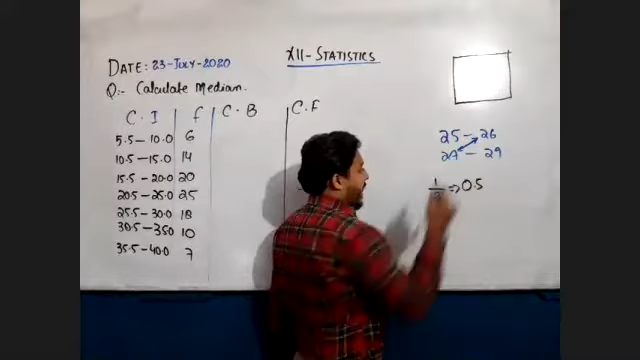 XII - STATISTICS
DATE: 23-JULY-2020
Q:- Calculate Median.
C.I f C.B C.F
5.5 - 10.0 6
10.5 - 15.0 14
15.5 - 20.0 20
20.5 - 25.0 25
25.5 - 30.0 18
30.5 - 35.0 10
35.5 - 40.0 7
25 - 26
27 - 29
1
⇒ 0.5